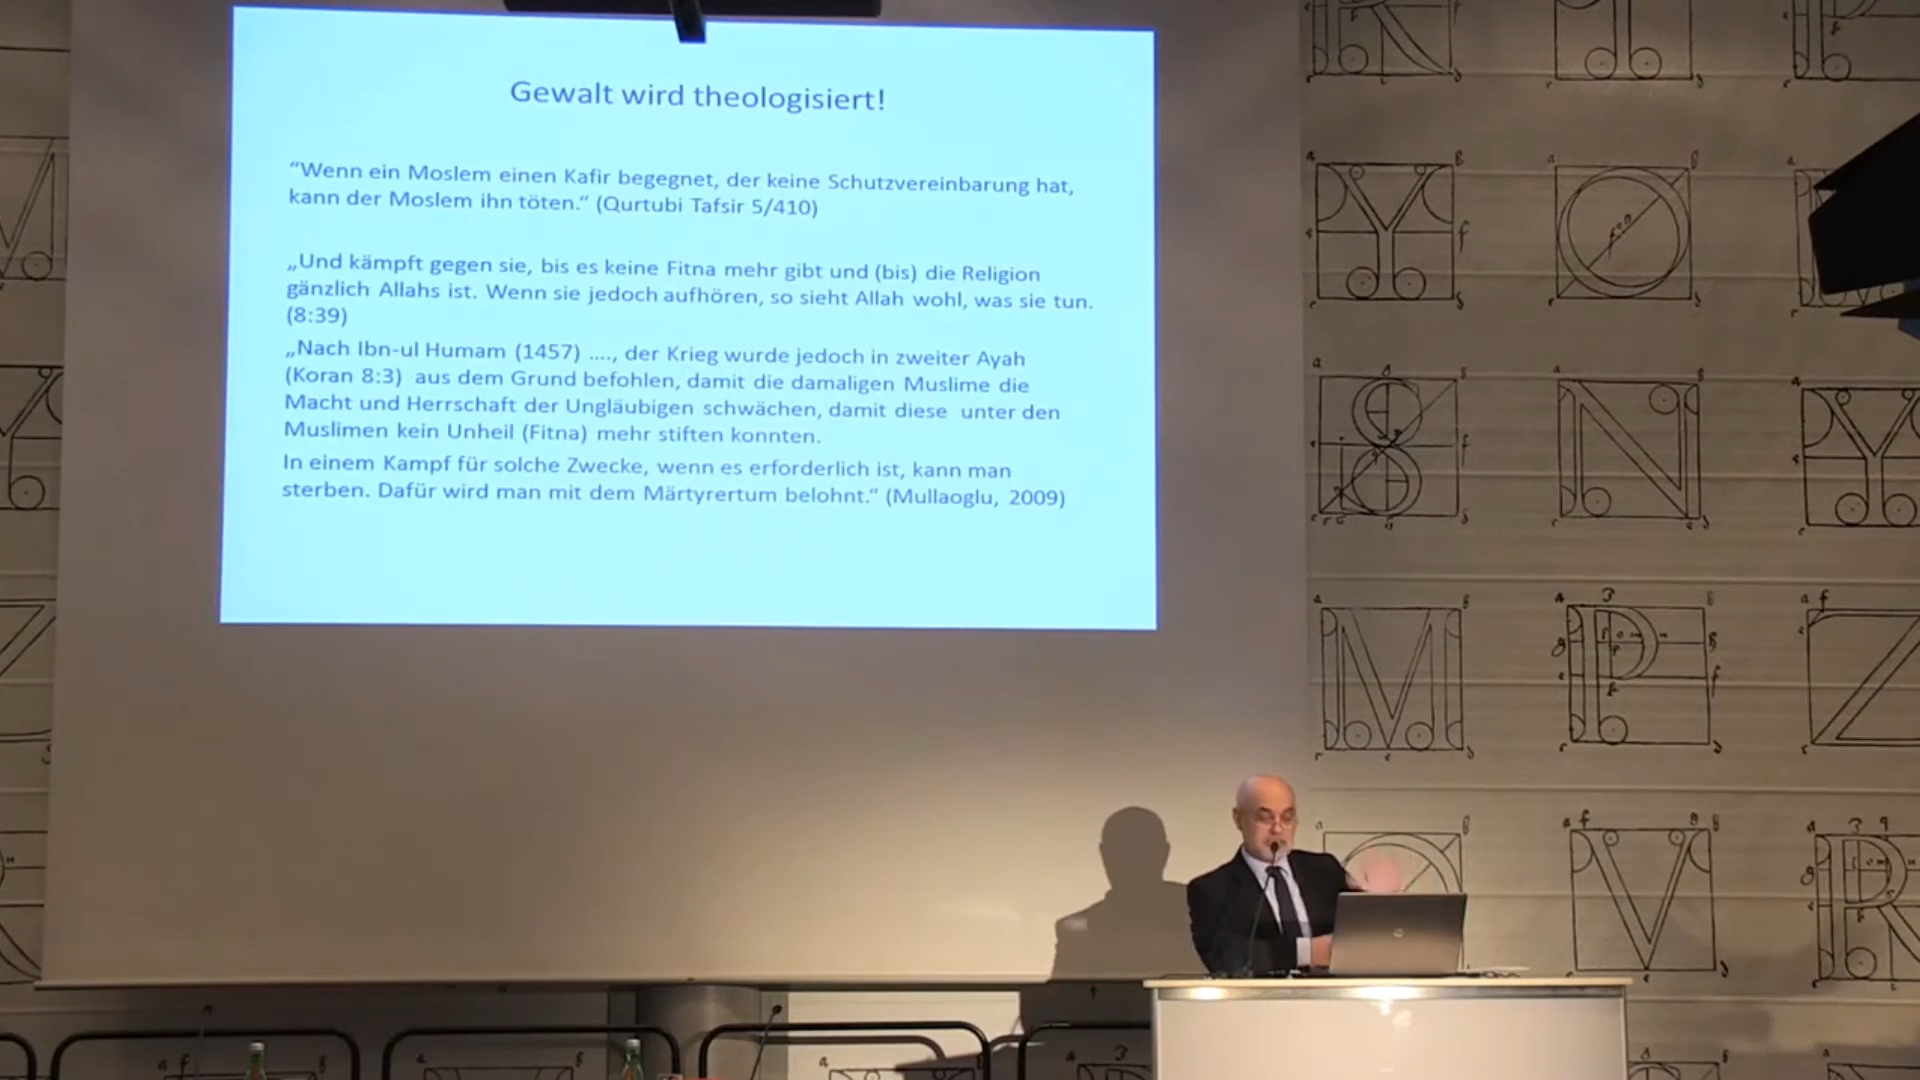 Gewalt wird theologisiert!
“Wenn ein Moslem einen Kafir begegnet, der keine Schutzvereinbarung hat,
kann der Moslem ihn töten.“ (Qurtubi Tafsir 5/410)
„Und kämpft gegen sie, bis es keine Fitna mehr gibt und (bis) die Religion
gänzlich Allahs ist. Wenn sie jedoch aufhören, so sieht Allah wohl, was sie tun.
(8:39)
„Nach Ibn-ul Humam (1457) ...., der Krieg wurde jedoch in zweiter Ayah
(Koran 8:3) aus dem Grund befohlen, damit die damaligen Muslime die
Macht und Herrschaft der Ungläubigen schwächen, damit diese unter den
Muslimen kein Unheil (Fitna) mehr stiften konnten.
In einem Kampf für solche Zwecke, wenn es erforderlich ist, kann man
sterben. Dafür wird man mit dem Märtyrertum belohnt.“ (Mullaoglu, 2009)
R
Y
O
S
N
Y
M
P
Z
V
R